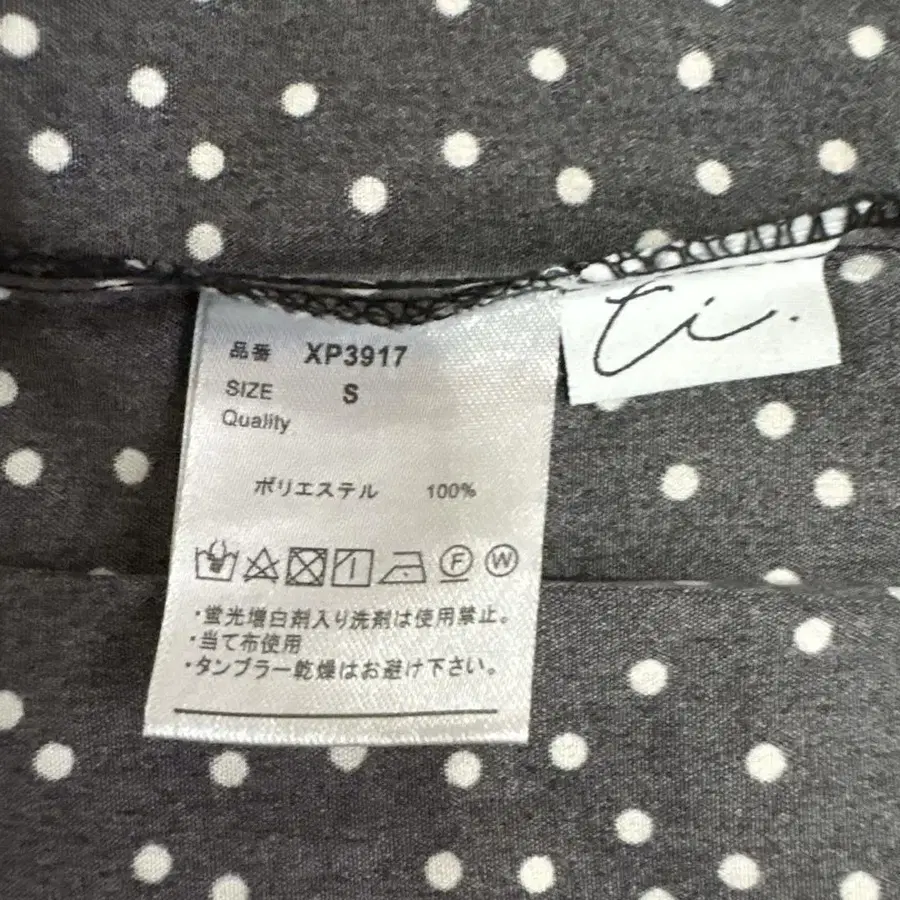 品番 XP3917
SIZE S
Quality
ポリエステル 100%
F W
・蛍光増白剤入り洗剤は使用禁止。
・当て布使用
・タンブラー乾燥はお避け下さい。
ti.